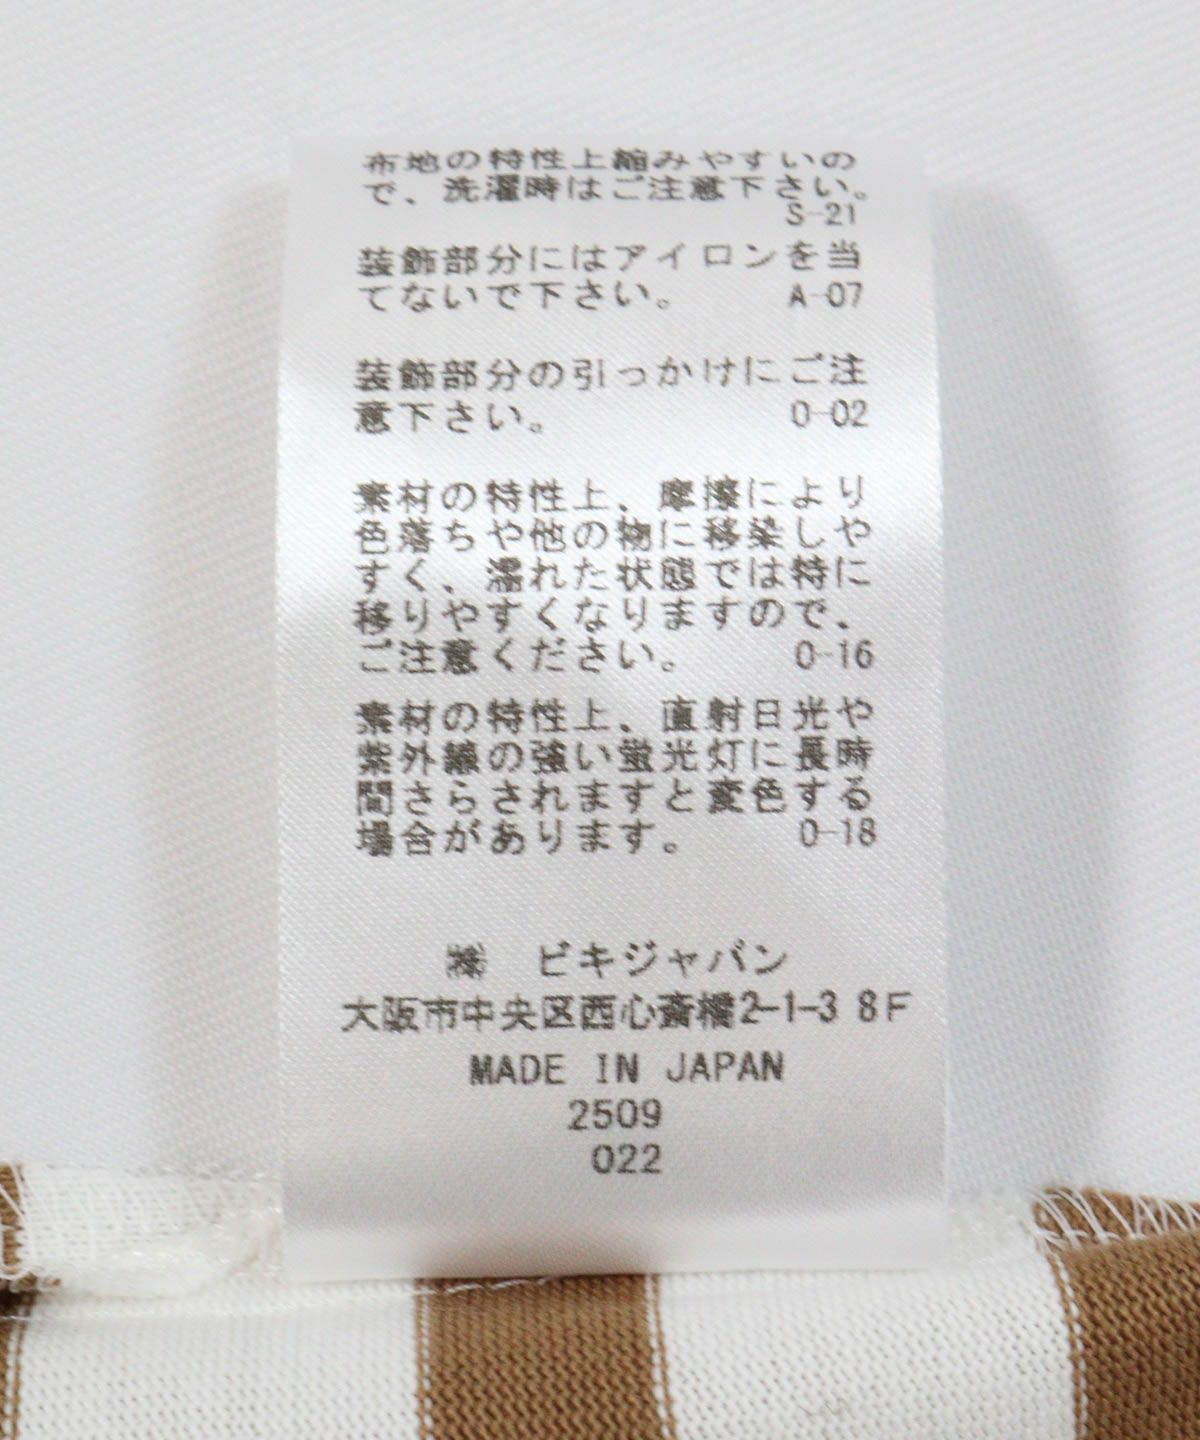 布地の特性上縮みやすいの
で、洗濯時はご注意下さい。
S-21
装飾部分にはアイロンを当
てないで下さい。 A-07
装飾部分の引っかけにご注
意下さい。 O-02
素材の特性上、摩擦により
色落ちや他の物に移染しや
すく、濡れた状態では特に
移りやすくなりますので、
ご注意ください。 O-16
素材の特性上、直射日光や
紫外線の強い蛍光灯に長時
間さらされますと変色する
場合があります。 O-18
㈱ ビキジャパン
大阪市中央区西心斎橋2-1-3 8F
MADE IN JAPAN
2509
022